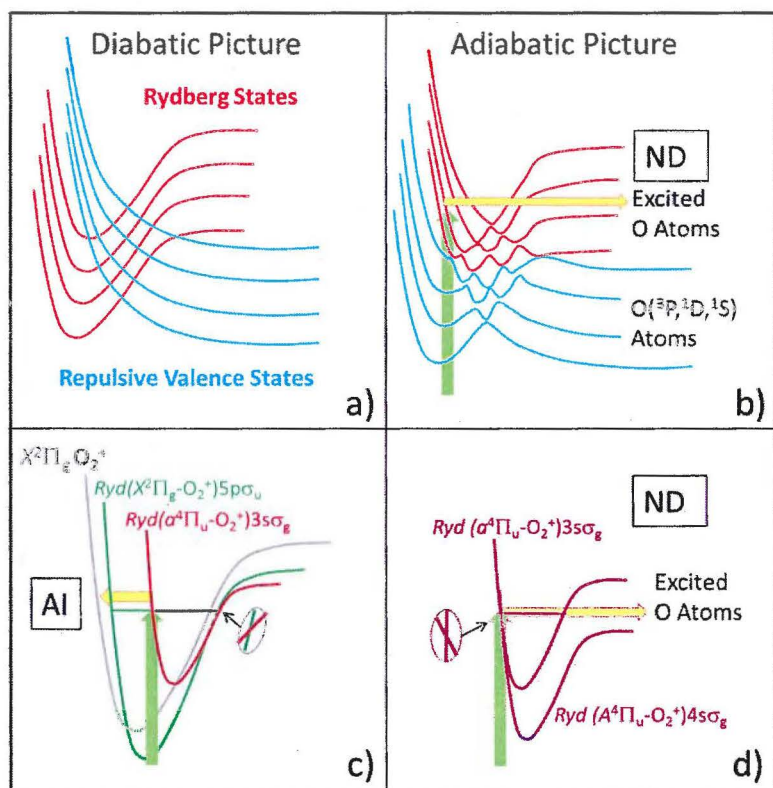 Diabatic Picture
Rydberg States
Repulsive Valence States
a)
Adiabatic Picture
ND
Excited
O Atoms
O(³P,¹D,¹S)
Atoms
b)
X²Π_g O₂⁺
Ryd(X²Π_g-O₂⁺)5pσ_u
Ryd(a⁴Π_u-O₂⁺)3sσ_g
AI
c)
ND
Ryd (a⁴Π_u-O₂⁺)3sσ_g
Excited
O Atoms
Ryd (A⁴Π_u-O₂⁺)4sσ_g
d)